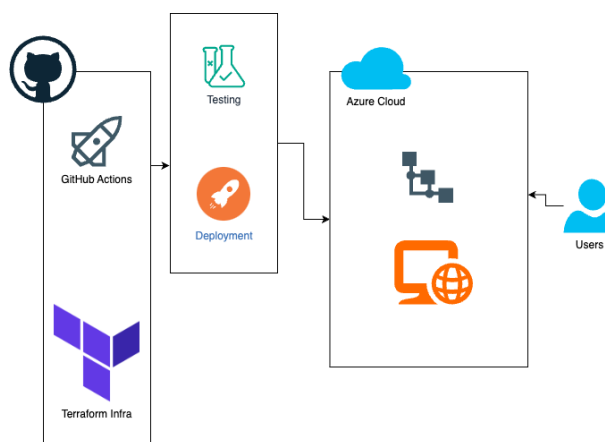 Testing
Azure Cloud
GitHub Actions
Deployment
Users
Terraform Infra